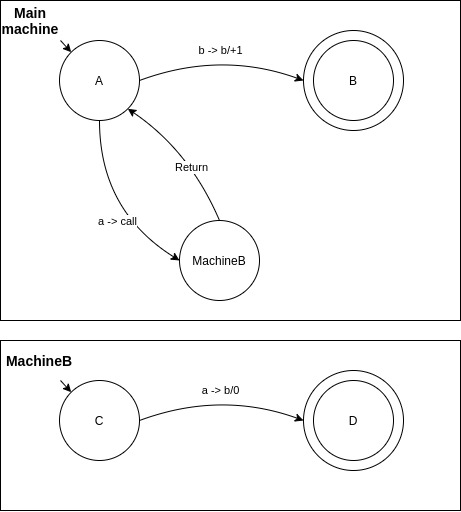 Main
machine
b -> b/+1
A
B
Return
a -> call
MachineB
MachineB
a -> b/0
C
D